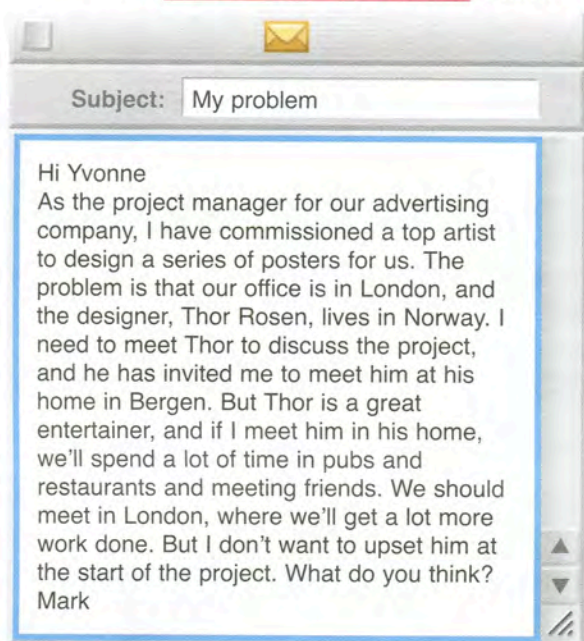 Subject: My problem
Hi Yvonne
As the project manager for our advertising
company, I have commissioned a top artist
to design a series of posters for us. The
problem is that our office is in London, and
the designer, Thor Rosen, lives in Norway. I
need to meet Thor to discuss the project,
and he has invited me to meet him at his
home in Bergen. But Thor is a great
entertainer, and if I meet him in his home,
we'll spend a lot of time in pubs and
restaurants and meeting friends. We should
meet in London, where we'll get a lot more
work done. But I don't want to upset him at
the start of the project. What do you think?
Mark